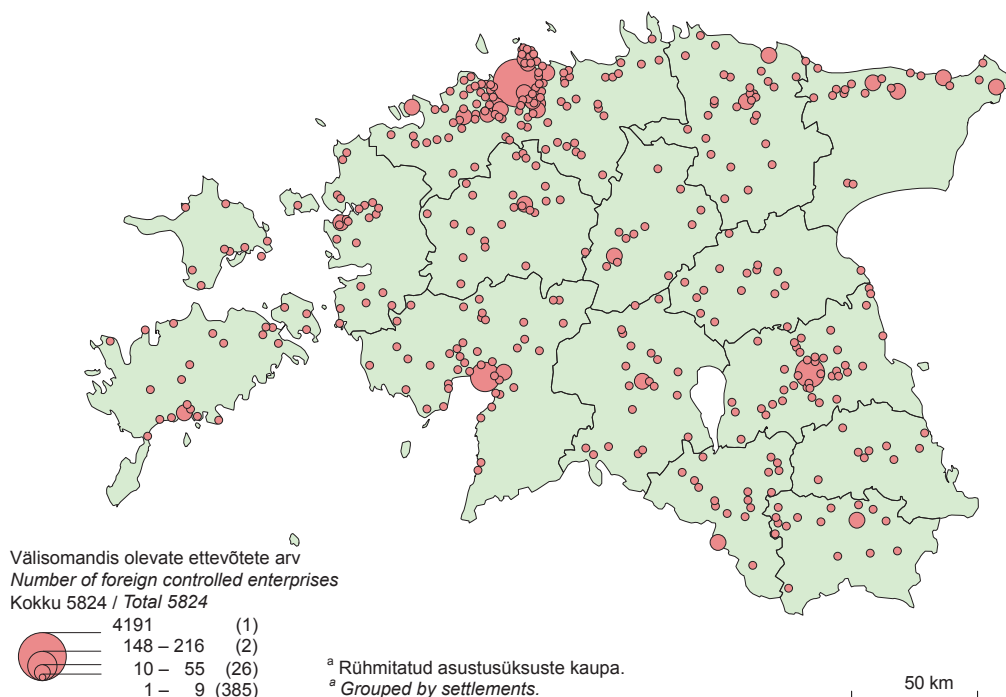 Välisomandis olevate ettevõtete arv
Number of foreign controlled enterprises
Kokku 5824 / Total 5824
4191 (1)
148 – 216 (2)
10 – 55 (26)
1 – 9 (385)
a Rühmitatud asustusüksuste kaupa.
a Grouped by settlements.
50 km